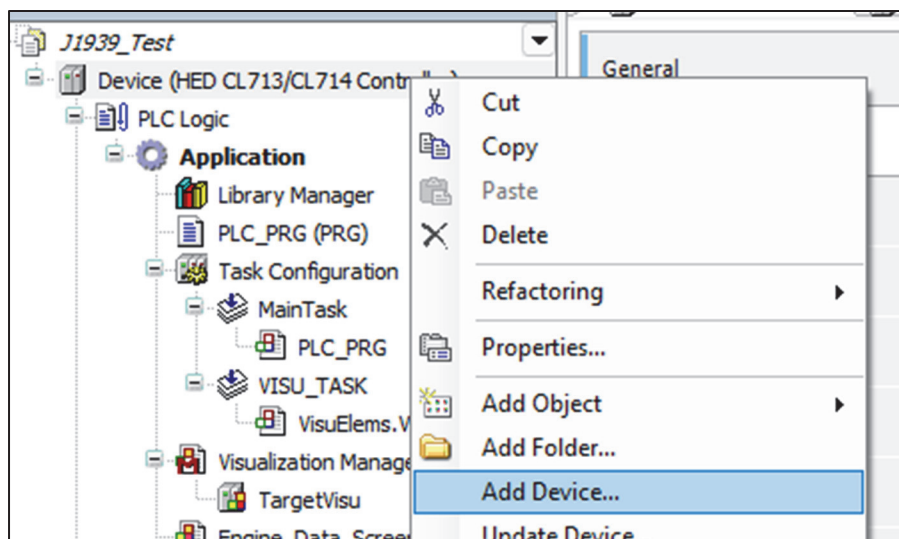 J1939_Test
Device (HED CL713/CL714 Contr
General
PLC Logic
Application
Library Manager
PLC_PRG (PRG)
Task Configuration
MainTask
PLC_PRG
VISU_TASK
VisuElems.V
Visualization Manage
TargetVisu
Engine_Data_Scree
Cut
Copy
Paste
Delete
Refactoring
Properties...
Add Object
Add Folder...
Add Device...
Update Device